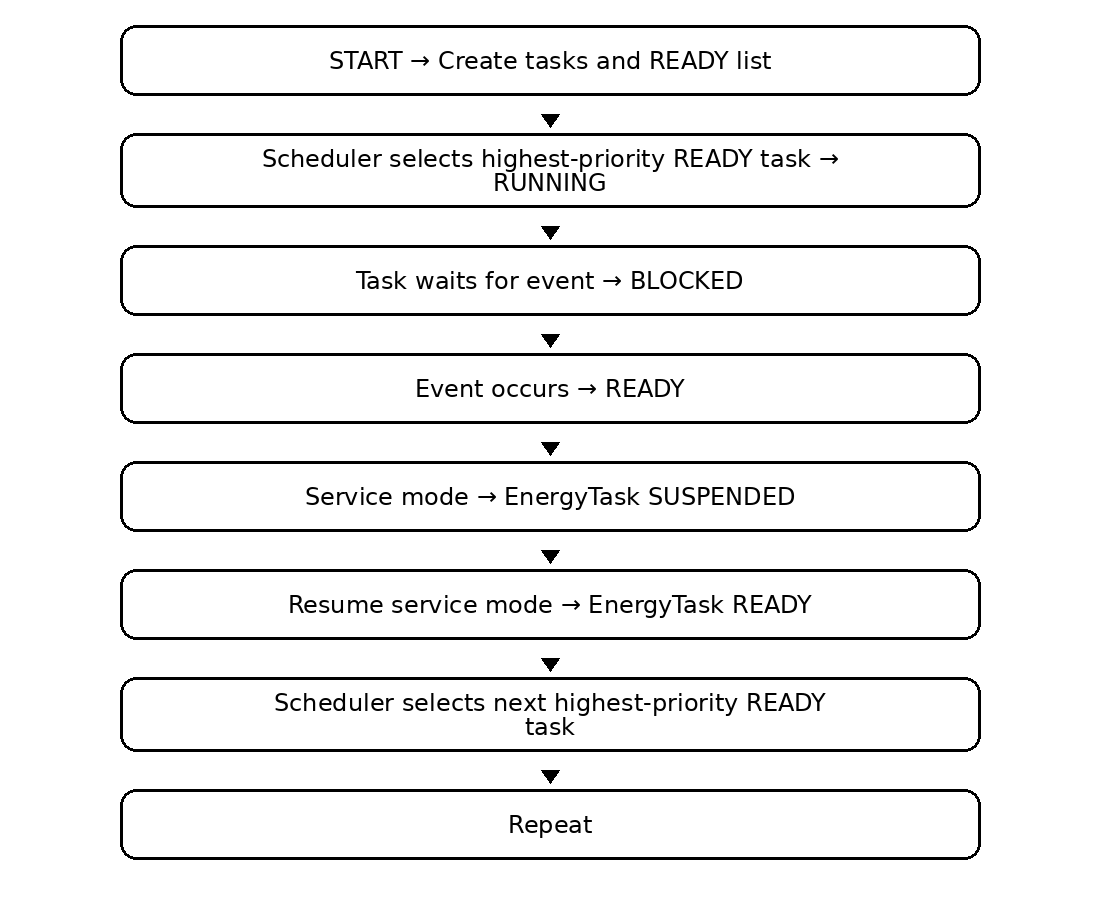 START → Create tasks and READY list
Scheduler selects highest-priority READY task →
RUNNING
Task waits for event → BLOCKED
Event occurs → READY
Service mode → EnergyTask SUSPENDED
Resume service mode → EnergyTask READY
Scheduler selects next highest-priority READY
task
Repeat